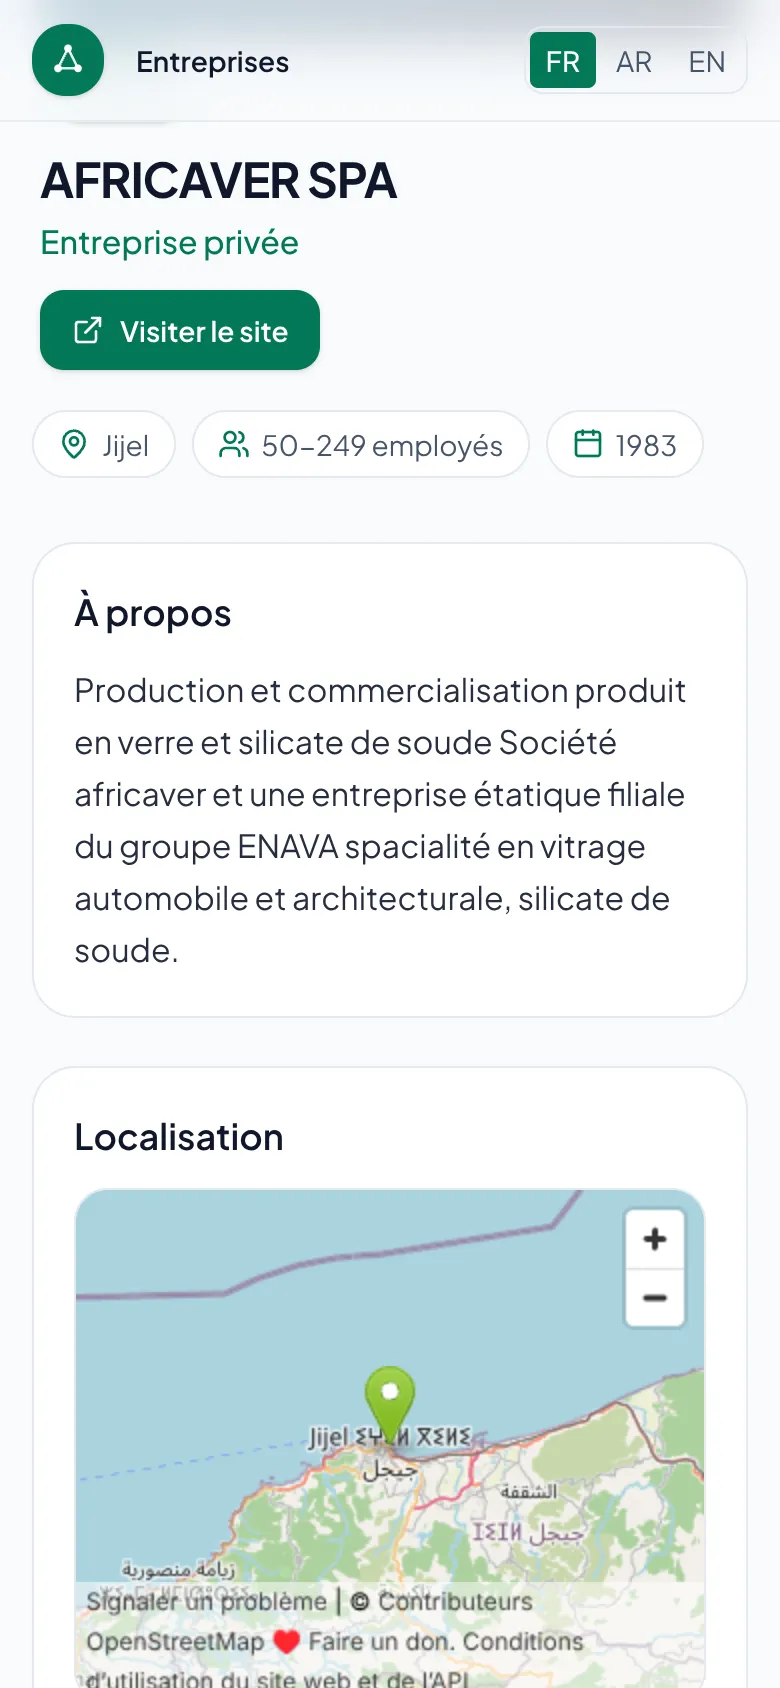 Entreprises
FR AR EN
AFRICAVER SPA
Entreprise privée
Visiter le site
Jijel
50–249 employés
1983
À propos
Production et commercialisation produit
en verre et silicate de soude Société
africaver et une entreprise étatique filiale
du groupe ENAVA spacialité en vitrage
automobile et architecturale, silicate de
soude.
Localisation
+
−
Jijel
جيجل
الشقفة
ⵊⵉⵊⵍ جيجل
زيامة منصورية
Signaler un problème | © Contributeurs
OpenStreetMap ♥ Faire un don. Conditions
d'utilisation du site web et de l'API